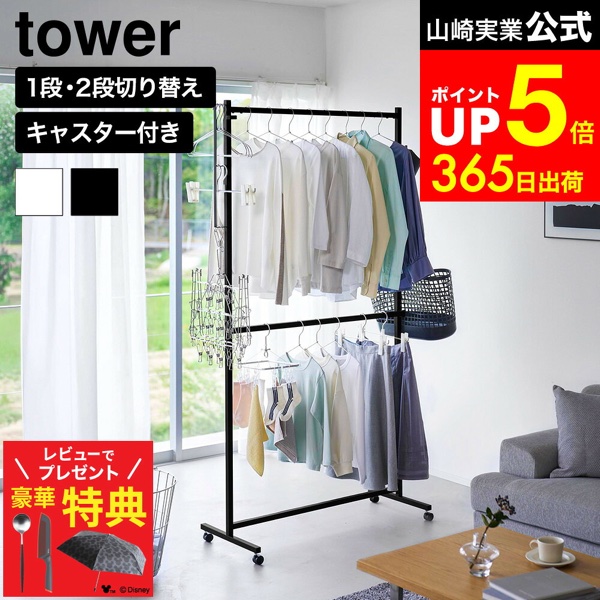 tower
1段・2段切り替え
キャスター付き
山崎実業公式
ポイント
UP5倍
365日出荷
レビューで
プレゼント
豪華特典
© Disney